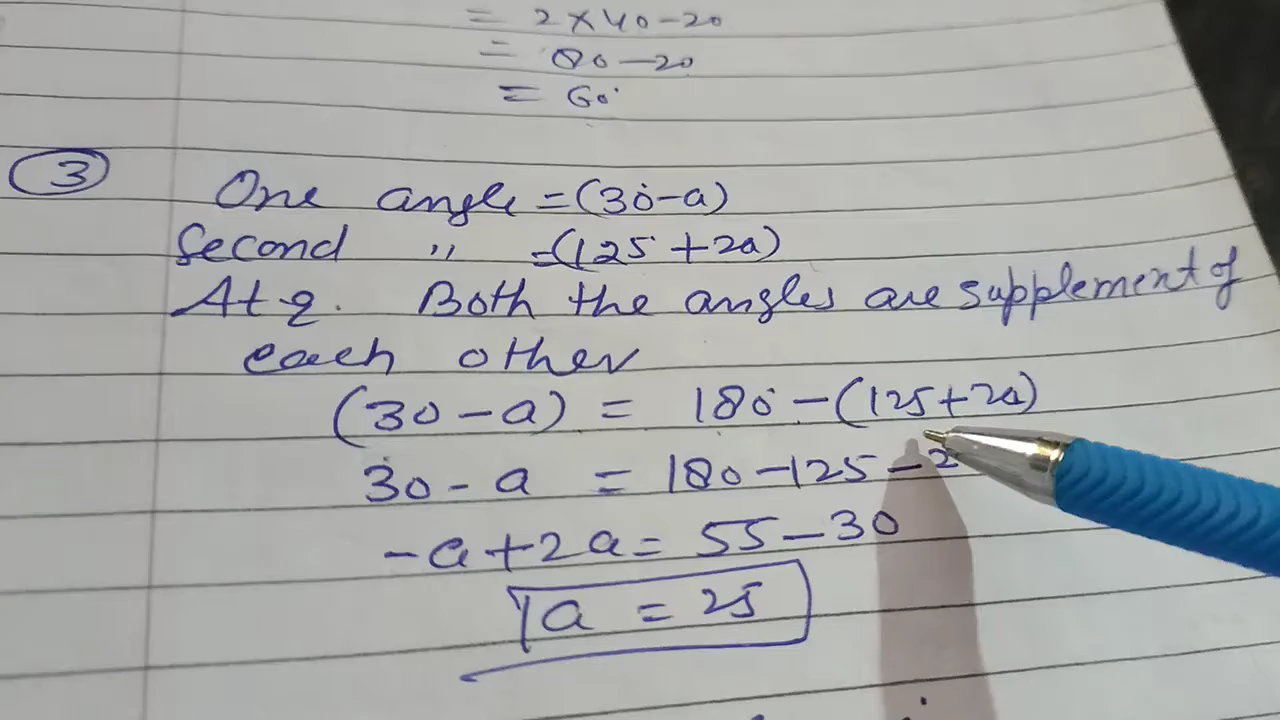 = 2×40-20
= 80-20
= 60°
③ One angle = (30°-a)
Second " = (125+2a)
Atq. Both the angles are supplement of
each other
(30-a) = 180°-(125+2a)
30-a = 180-125-2
-a+2a = 55-30
a = 25